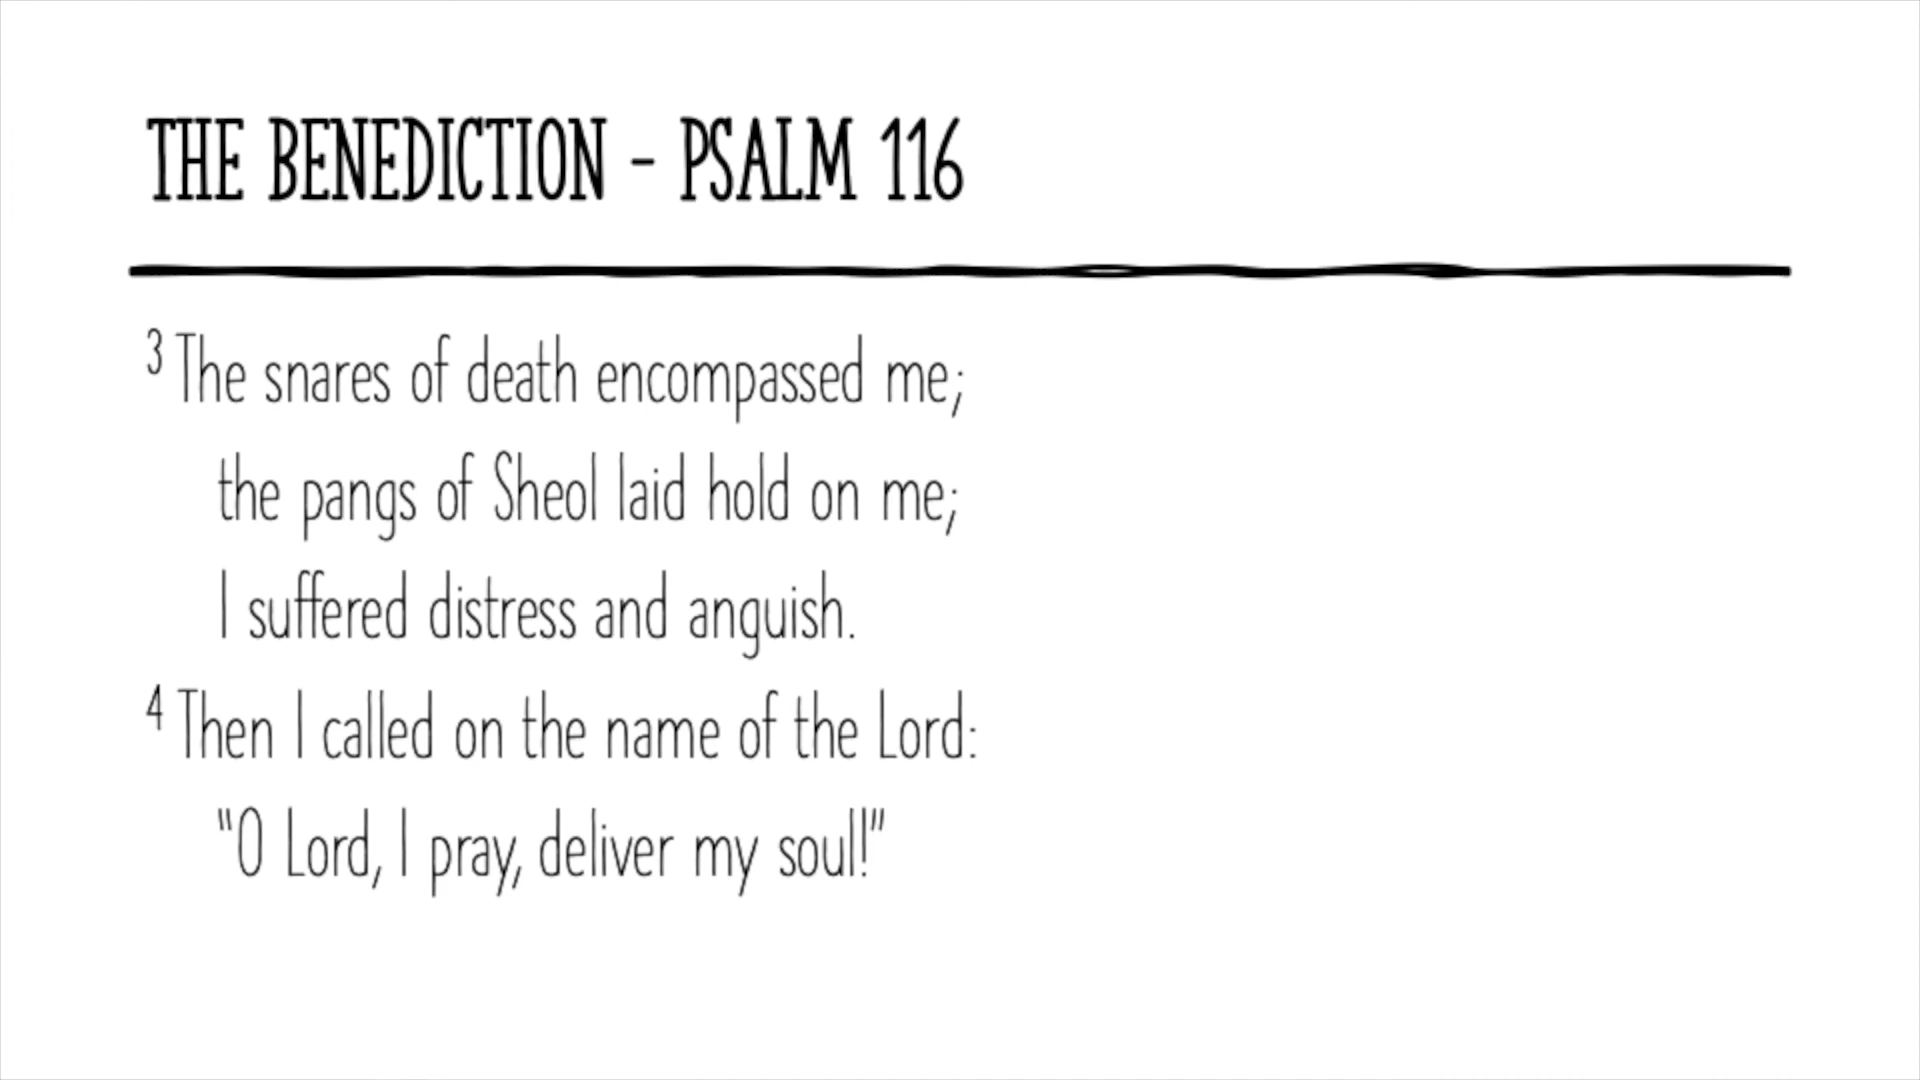 THE BENEDICTION - PSALM 116
3 The snares of death encompassed me;
the pangs of Sheol laid hold on me;
I suffered distress and anguish.
4 Then I called on the name of the Lord:
“O Lord, I pray, deliver my soul!”